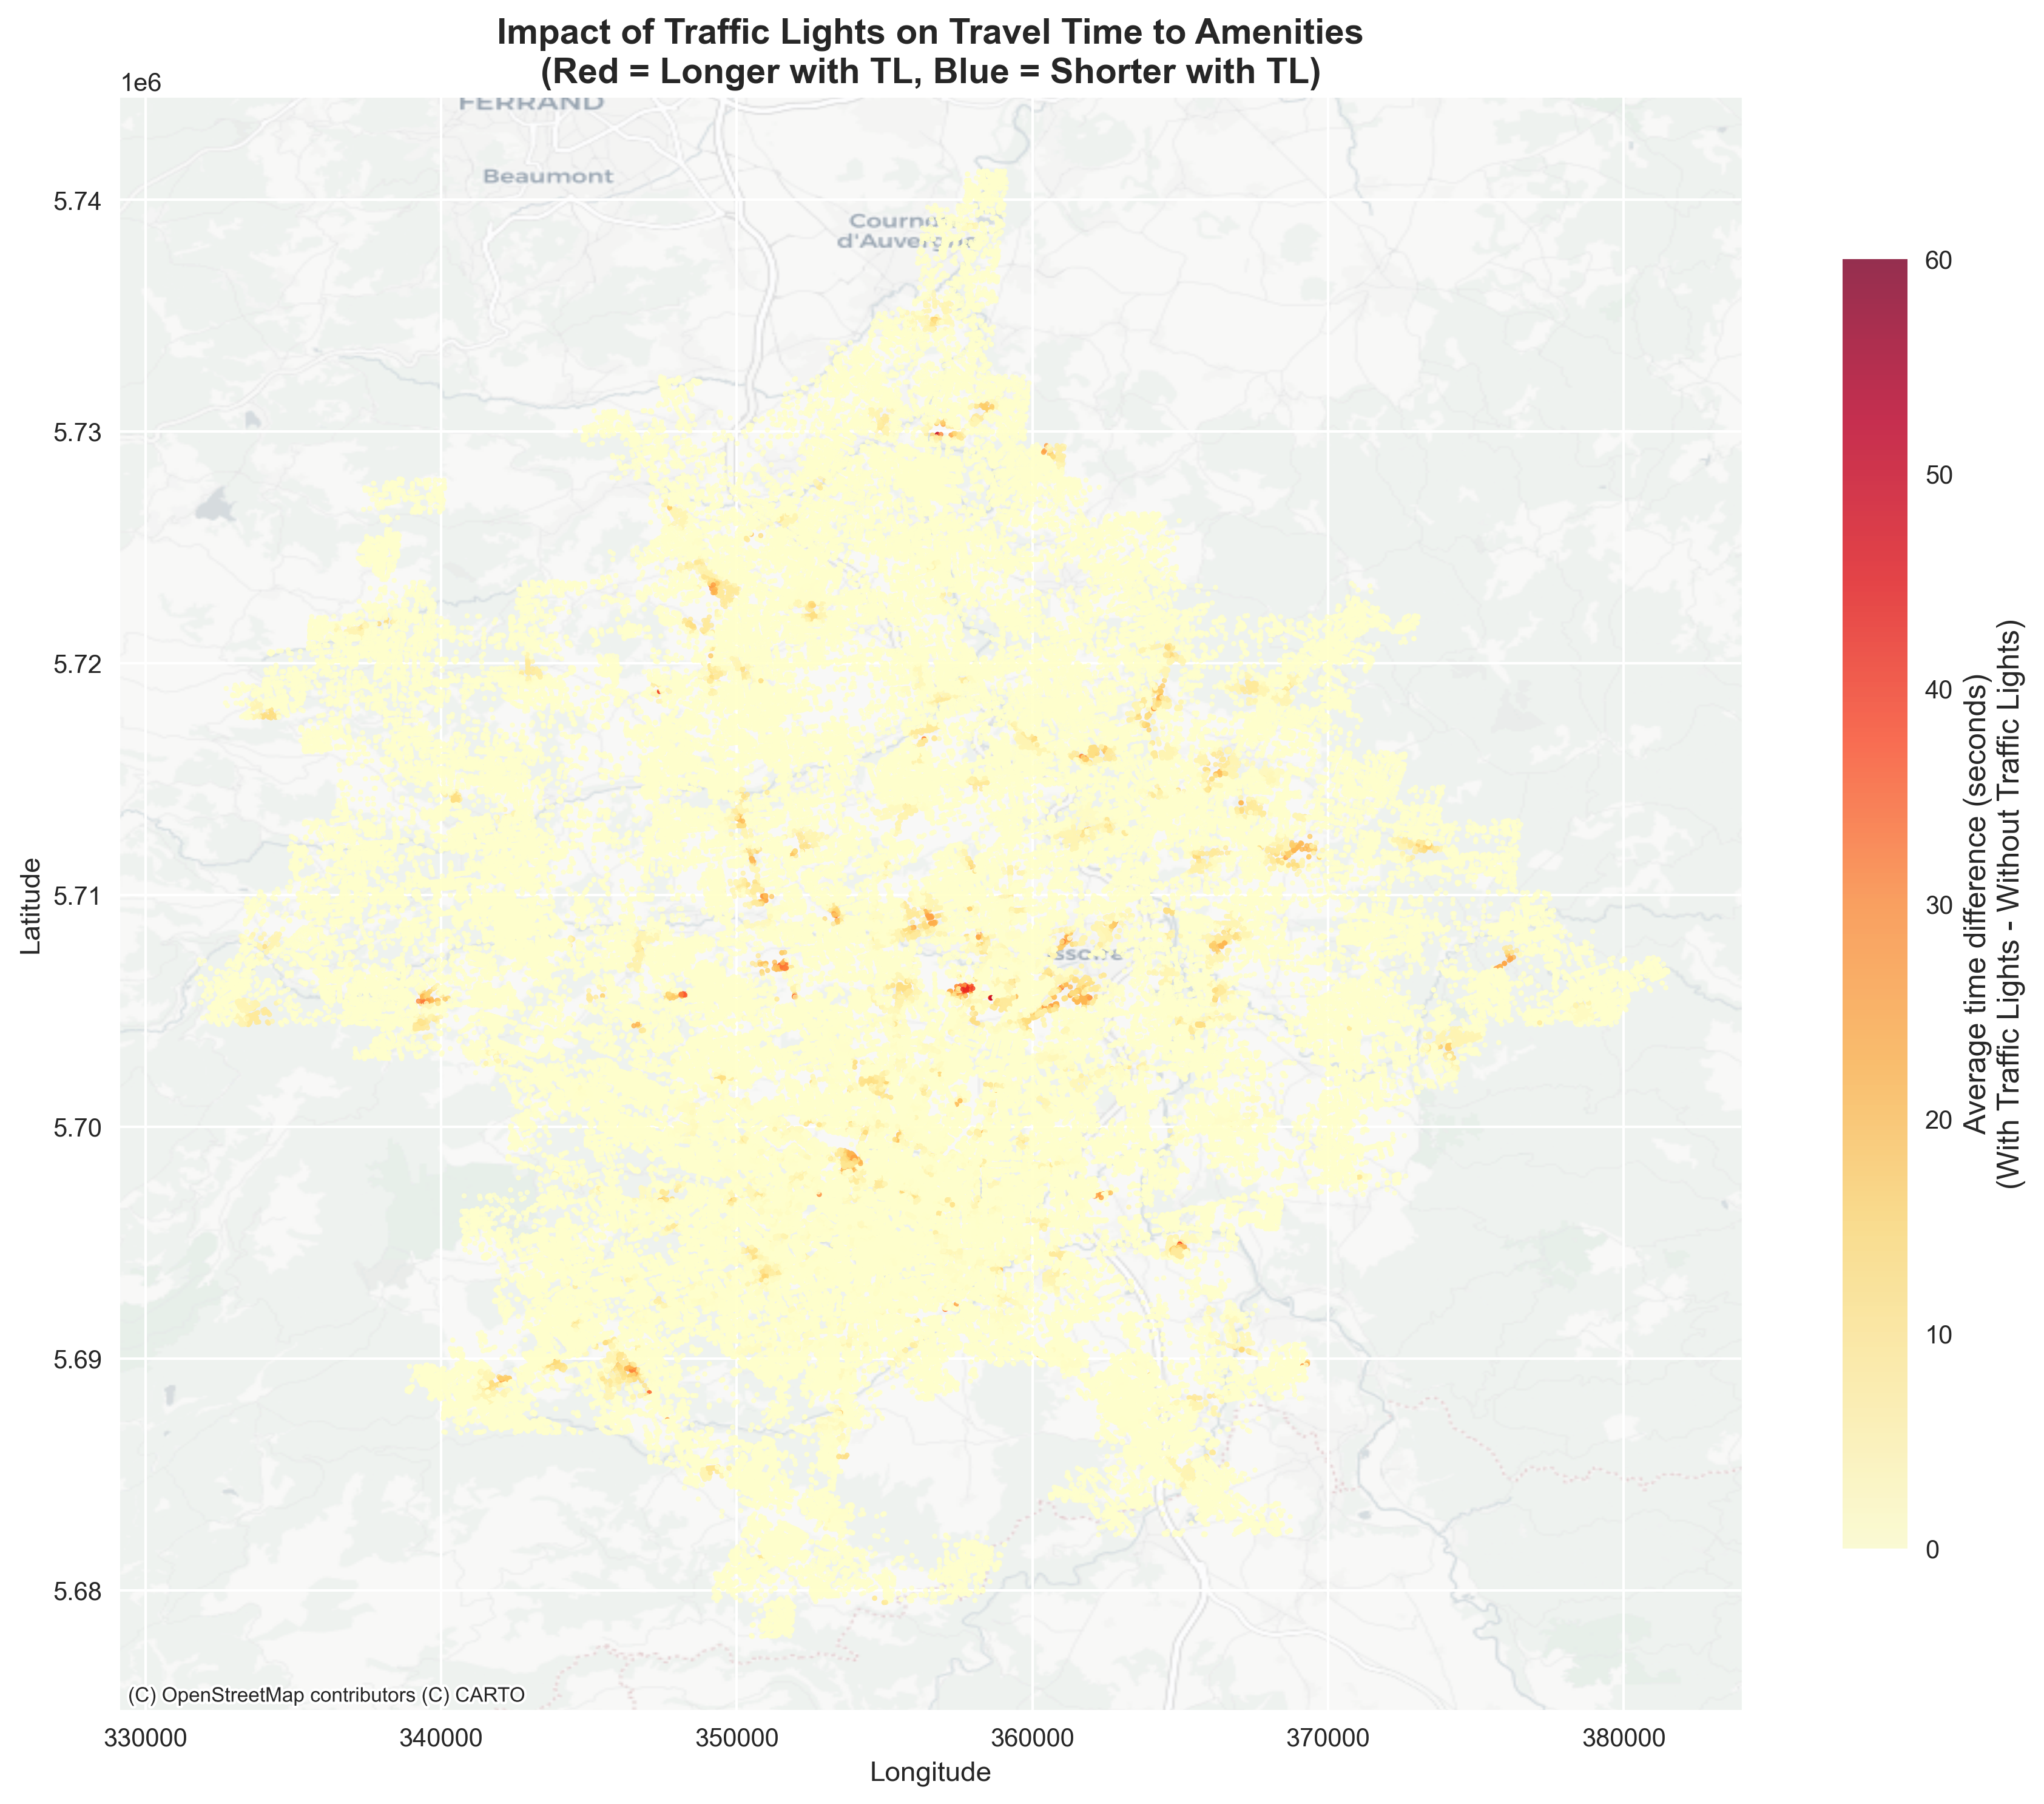 Impact of Traffic Lights on Travel Time to Amenities
(Red = Longer with TL, Blue = Shorter with TL)
1e6
FERRAND
Beaumont
d'Auvergne
5.74
5.73
5.72
5.71
5.70
5.69
5.68
Latitude
(C) OpenStreetMap contributors (C) CARTO
330000
340000
350000
360000
370000
380000
Longitude
60
50
40
30
20
10
0
Average time difference (seconds)
(With Traffic Lights - Without Traffic Lights)